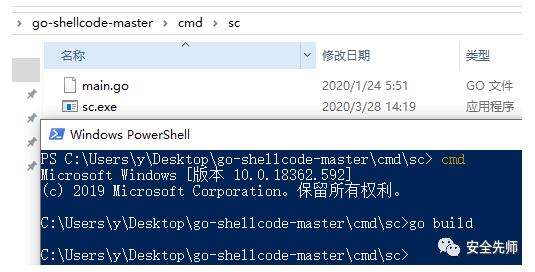 go-shellcode-master > cmd > sc
名称 修改日期 类型
main.go 2020/1/24 5:51 GO 文件
sc.exe 2020/3/28 14:19 应用程序
Windows PowerShell
PS C:\Users\y\Desktop\go-shellcode-master\cmd\sc> cmd
Microsoft Windows [版本 10.0.18362.592]
(c) 2019 Microsoft Corporation。保留所有权利。
C:\Users\y\Desktop\go-shellcode-master\cmd\sc>go build
C:\Users\y\Desktop\go-shellcode-master\cmd\sc>
安全先师